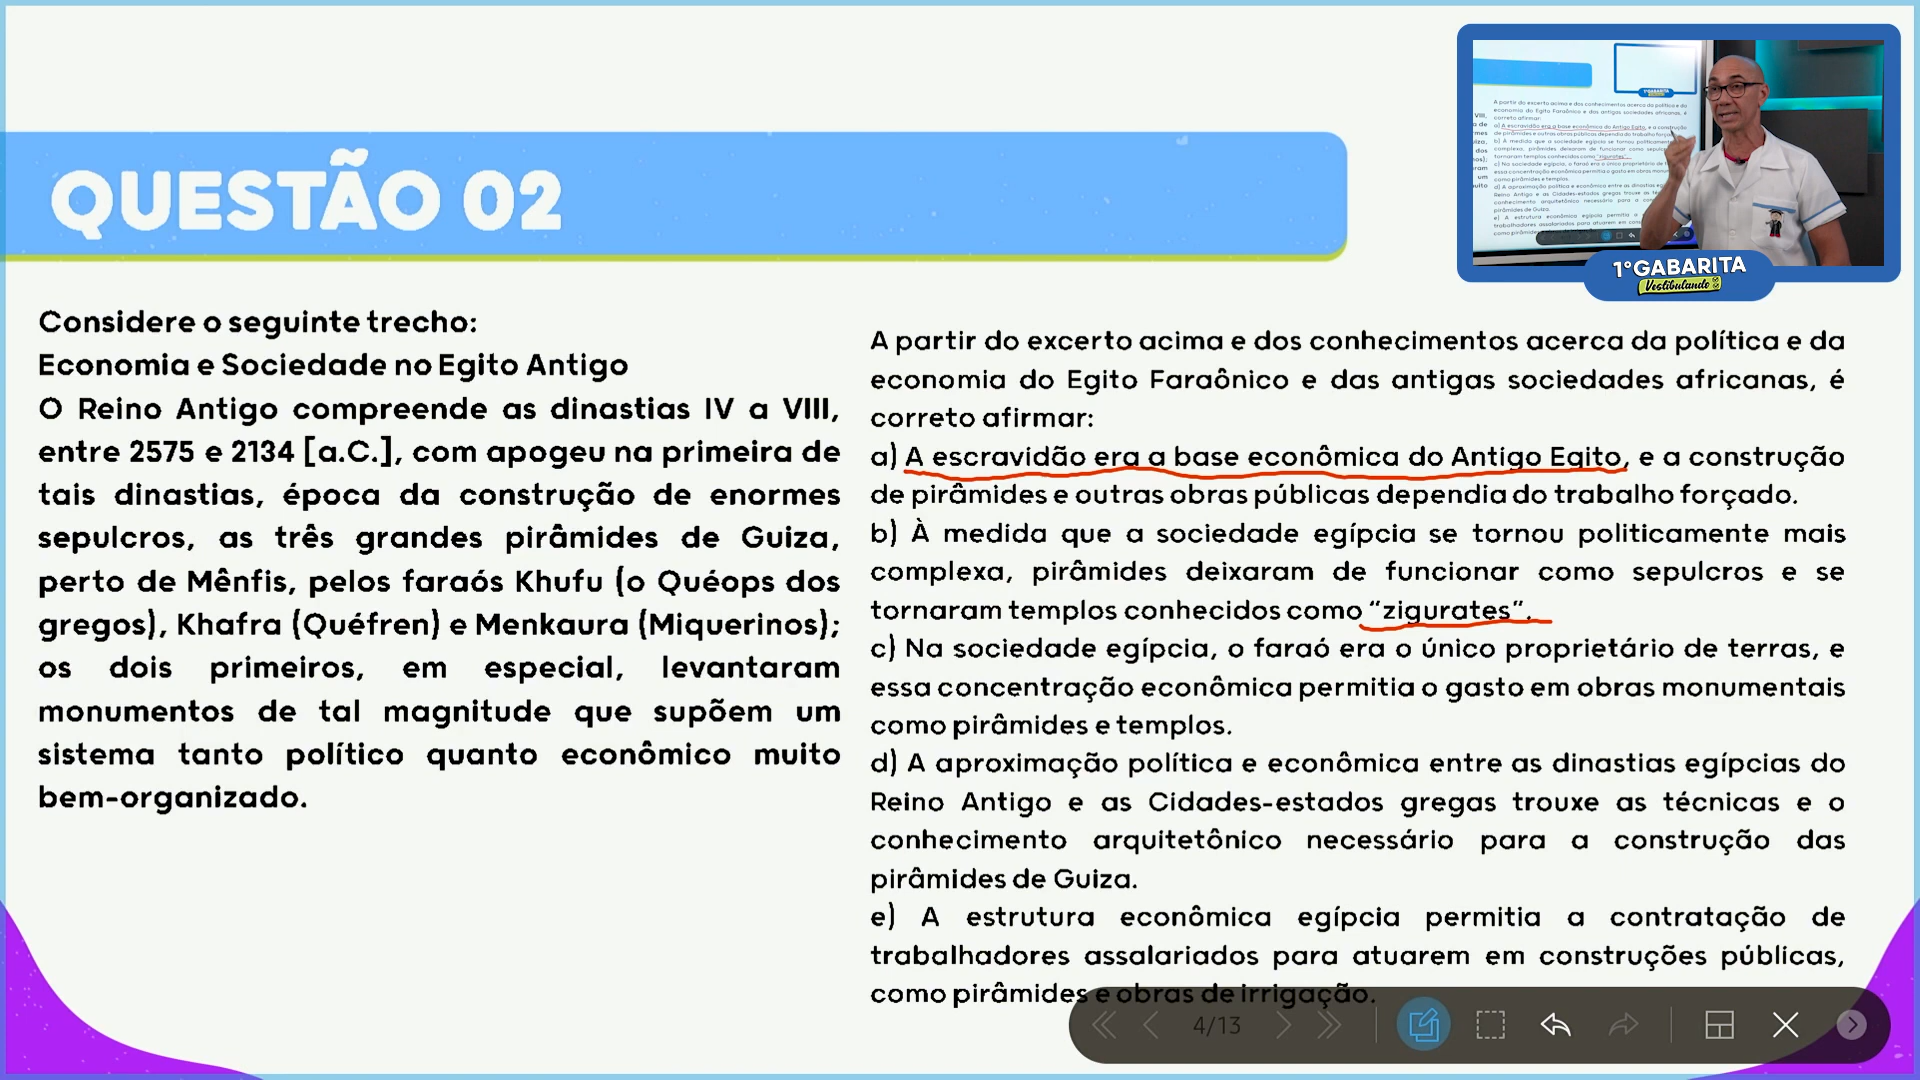 QUESTÃO 02
Considere o seguinte trecho:
Economia e Sociedade no Egito Antigo
O Reino Antigo compreende as dinastias IV a VIII,
entre 2575 e 2134 [a.C.], com apogeu na primeira de
tais dinastias, época da construção de enormes
sepulcros, as três grandes pirâmides de Guiza,
perto de Mênfis, pelos faraós Khufu (o Quéops dos
gregos), Khafra (Quéfren) e Menkaura (Miquerinos);
os dois primeiros, em especial, levantaram
monumentos de tal magnitude que supõem um
sistema tanto político quanto econômico muito
bem-organizado.
A partir do excerto acima e dos conhecimentos acerca da política e da
economia do Egito Faraônico e das antigas sociedades africanas, é
correto afirmar:
a) A escravidão era a base econômica do Antigo Egito, e a construção
de pirâmides e outras obras públicas dependia do trabalho forçado.
b) À medida que a sociedade egípcia se tornou politicamente mais
complexa, pirâmides deixaram de funcionar como sepulcros e se
tornaram templos conhecidos como “zigurates”.
c) Na sociedade egípcia, o faraó era o único proprietário de terras, e
essa concentração econômica permitia o gasto em obras monumentais
como pirâmides e templos.
d) A aproximação política e econômica entre as dinastias egípcias do
Reino Antigo e as Cidades-estados gregas trouxe as técnicas e o
conhecimento arquitetônico necessário para a construção das
pirâmides de Guiza.
e) A estrutura econômica egípcia permitia a contratação de
trabalhadores assalariados para atuarem em construções públicas,
como pirâmides e obras de irrigação.
1°GABARITA
Vestibulando
4/13